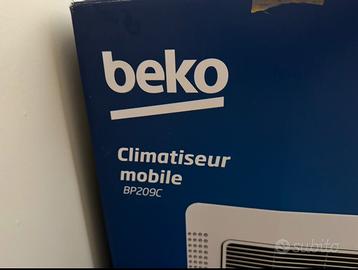 beko
Climatiseur
mobile
BP209C
subito